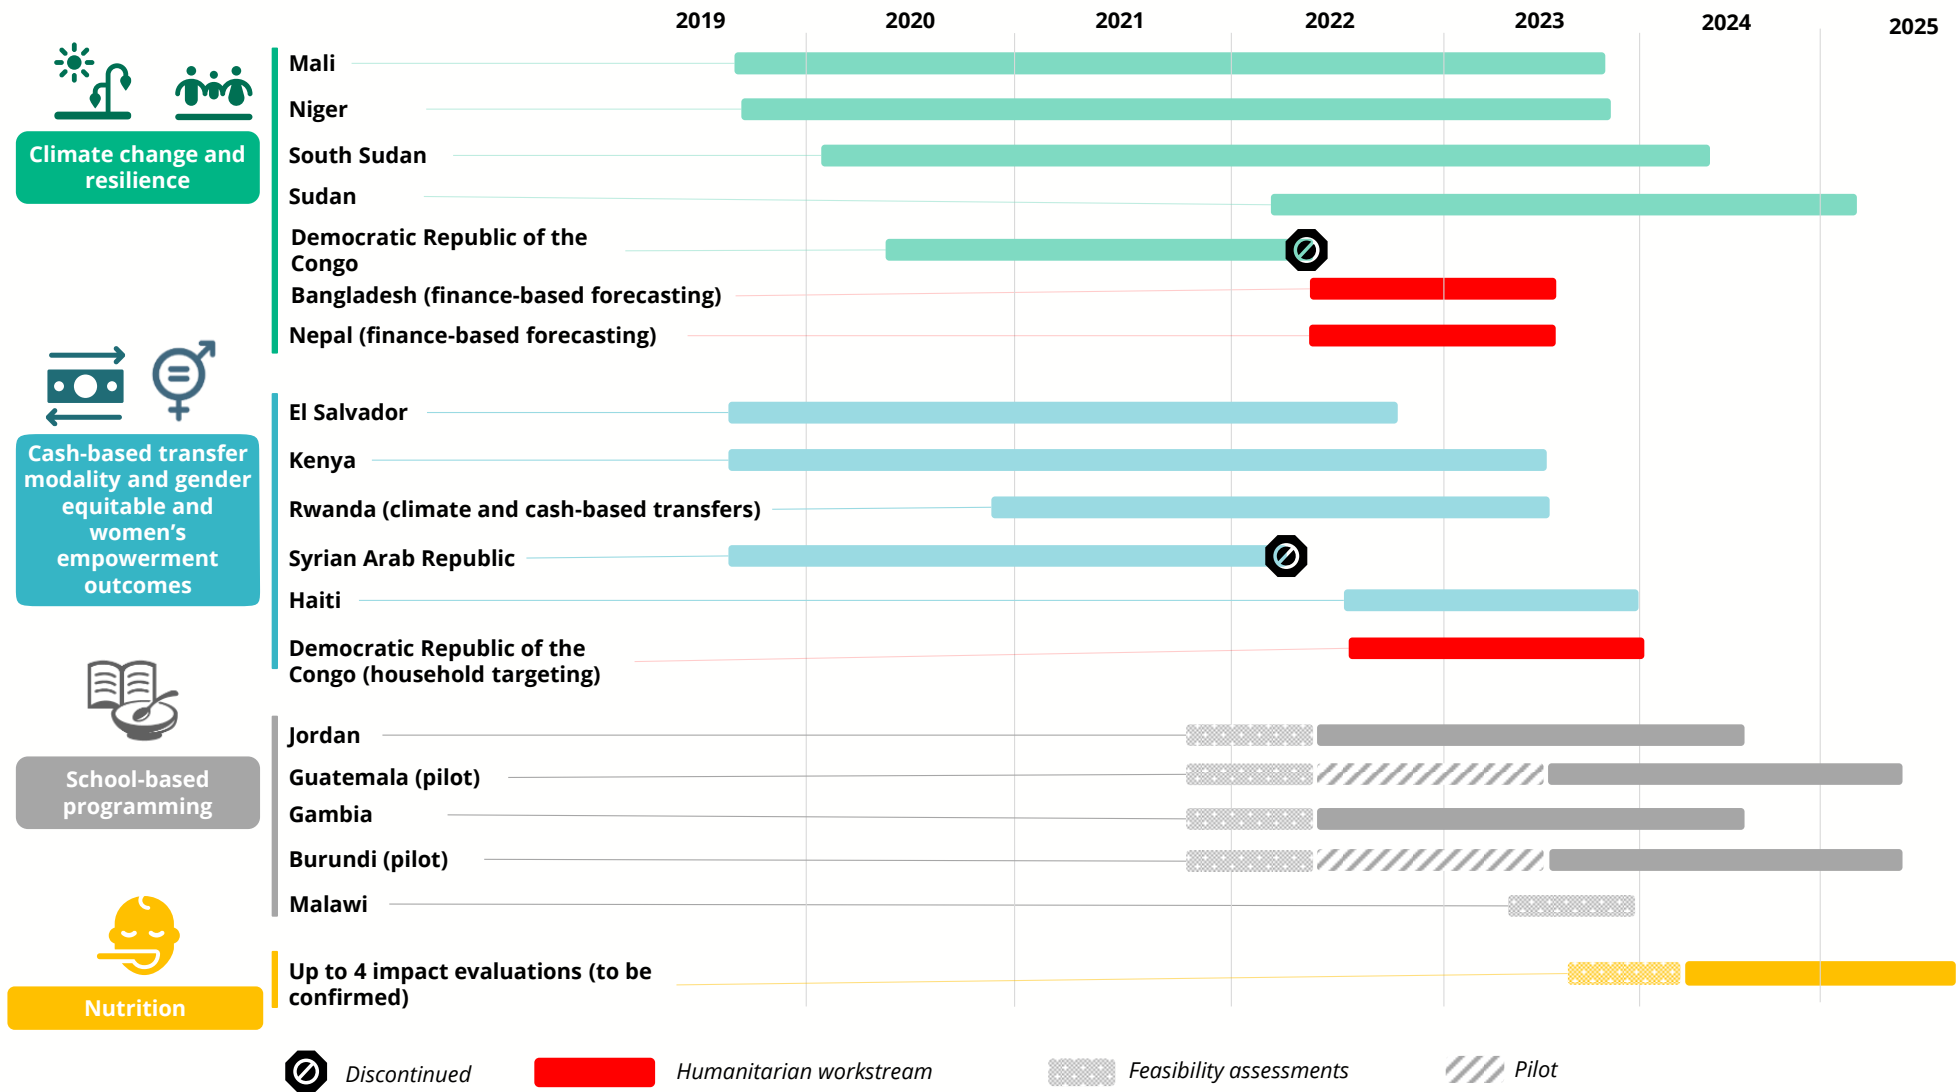 2019
2020
2021
2022
2023
2024
2025
Climate change and
resilience
Mali
Niger
South Sudan
Sudan
Democratic Republic of the
Congo
Bangladesh (finance-based forecasting)
Nepal (finance-based forecasting)
Cash-based transfer
modality and gender
equitable and
women’s
empowerment
outcomes
El Salvador
Kenya
Rwanda (climate and cash-based transfers)
Syrian Arab Republic
Haiti
Democratic Republic of the
Congo (household targeting)
School-based
programming
Jordan
Guatemala (pilot)
Gambia
Burundi (pilot)
Malawi
Nutrition
Up to 4 impact evaluations (to be
confirmed)
Discontinued
Humanitarian workstream
Feasibility assessments
Pilot